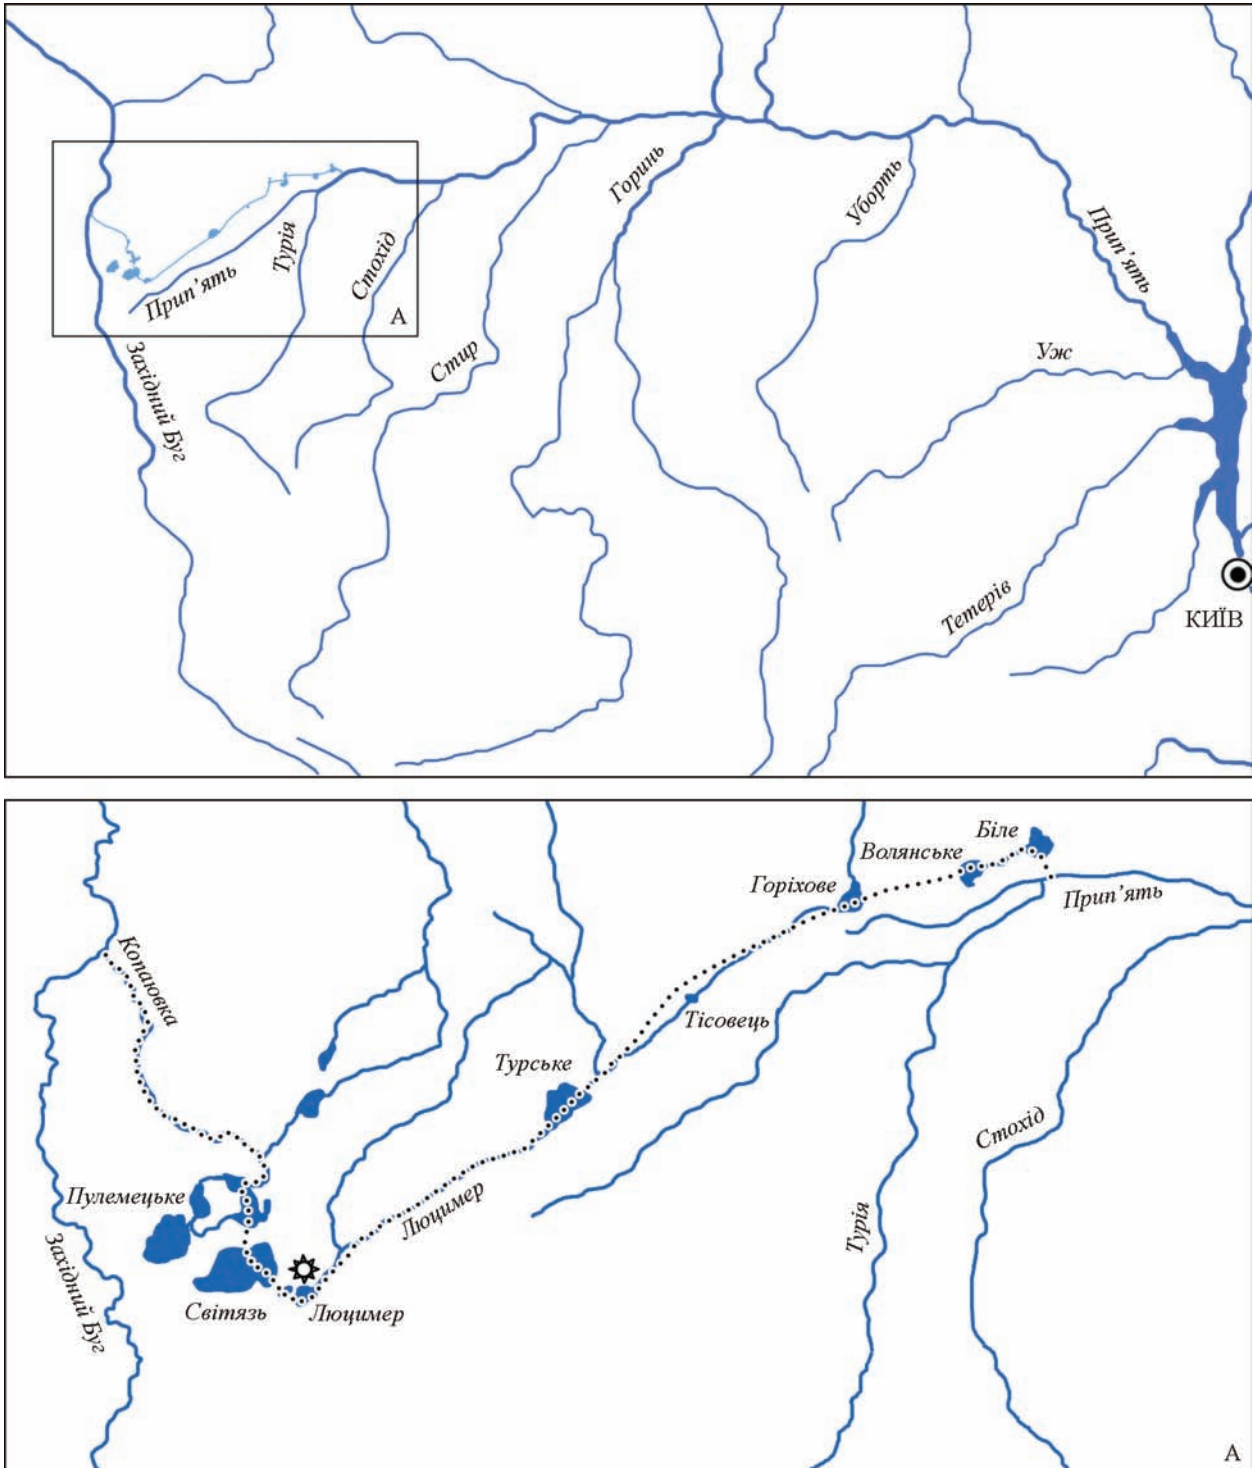 Горинь
Уборть
Прип’ять
Турія
Стохід
Прип’ять
А
Стир
Уж
Західний Буг
Тетерів
КИЇВ
Біле
Волянське
Горіхове
Прип’ять
Копаювка
Тісовець
Турське
Стохід
Пулемецьке
Люцимер
Турія
Західний Буг
Світязь
Люцимер
А